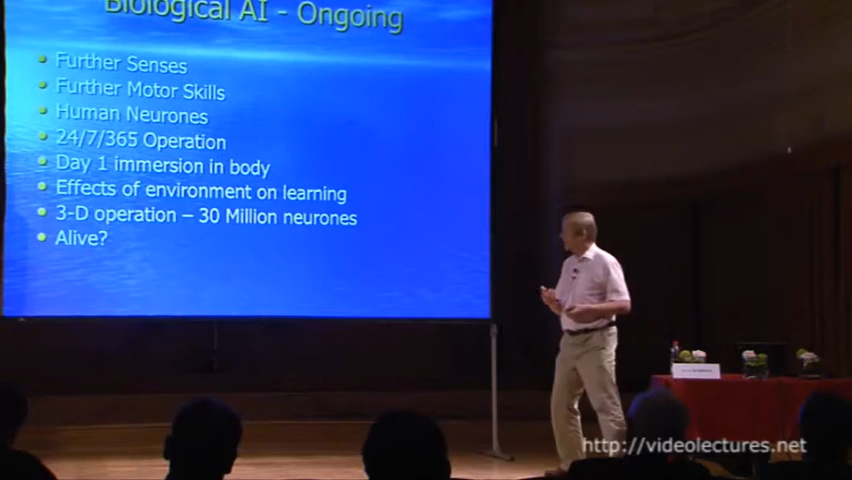 Biological AI - Ongoing
Further Senses
Further Motor Skills
Human Neurones
24/7/365 Operation
Day 1 immersion in body
Effects of environment on learning
3-D operation – 30 Million neurones
Alive?
http://videolectures.net